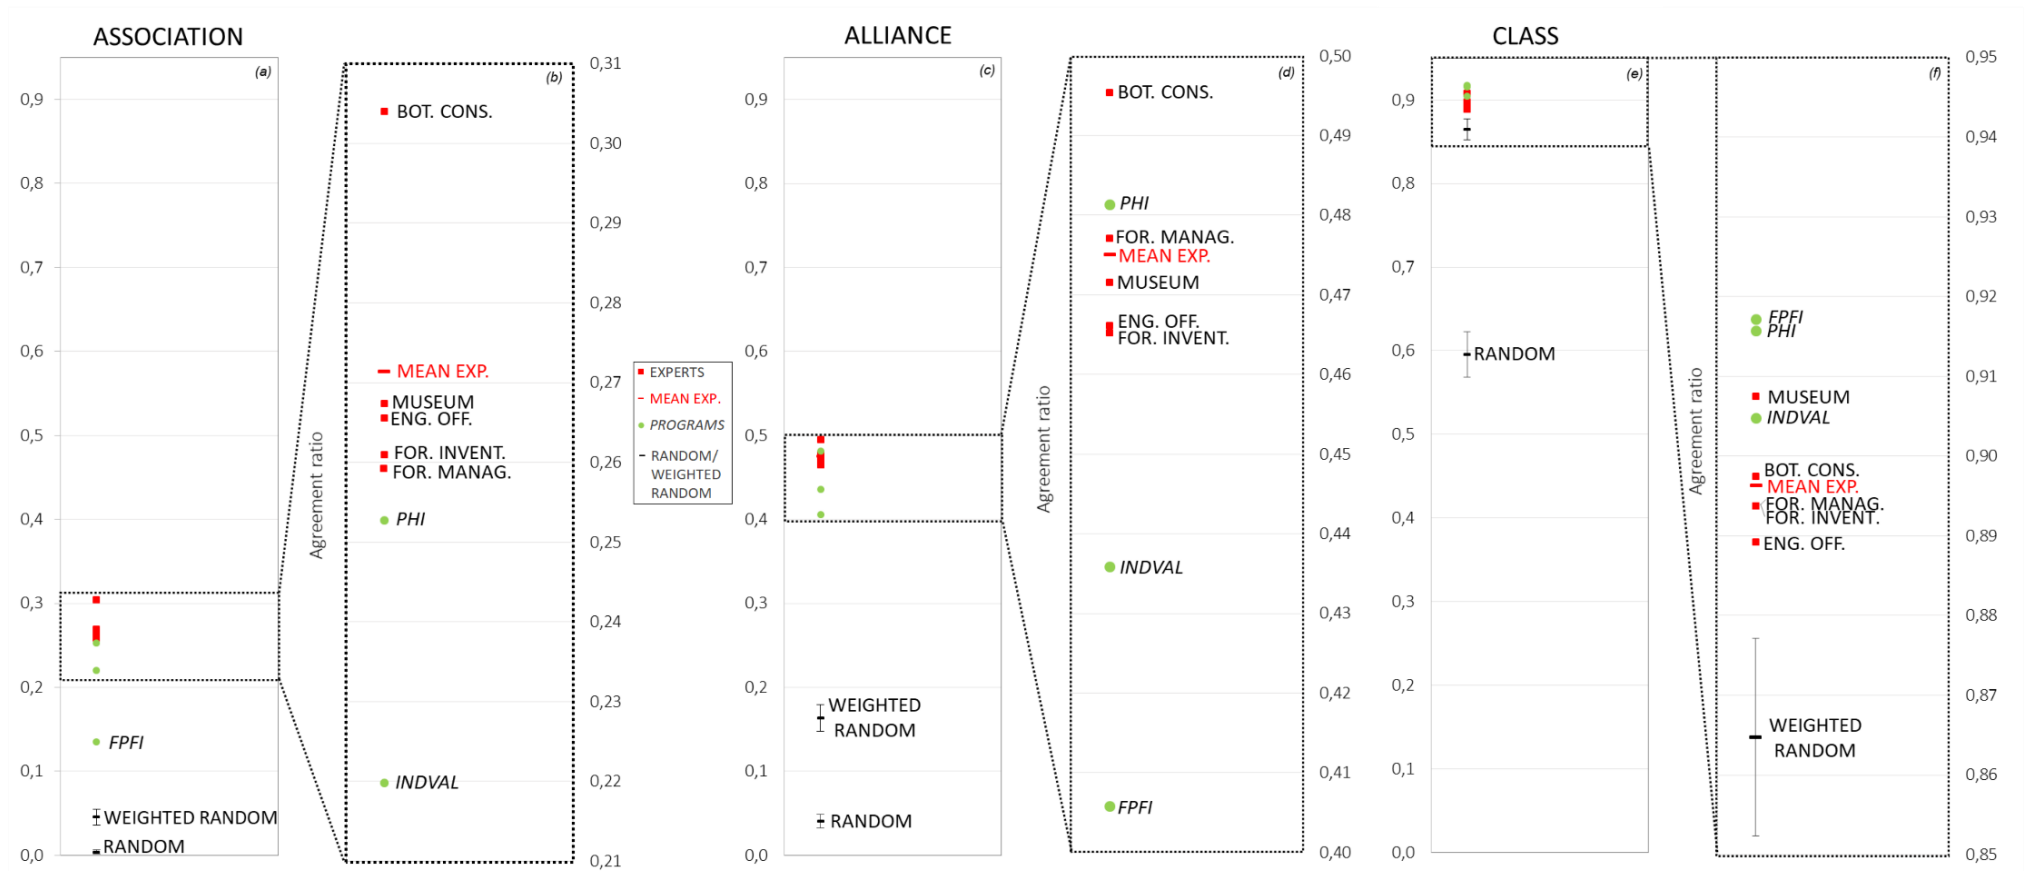 ASSOCIATION
(a)
0,9
0,8
0,7
0,6
0,5
0,4
0,3
0,2
0,1
0,0
FPFI
WEIGHTED RANDOM
RANDOM
Agreement ratio
(b)
0,31
0,30
0,29
0,28
0,27
0,26
0,25
0,24
0,23
0,22
0,21
BOT. CONS.
MEAN EXP.
MUSEUM
ENG. OFF.
FOR. INVENT.
FOR. MANAG.
PHI
INDVAL
EXPERTS
MEAN EXP.
PROGRAMS
RANDOM/
WEIGHTED
RANDOM
ALLIANCE
(c)
0,9
0,8
0,7
0,6
0,5
0,4
0,3
0,2
0,1
0,0
WEIGHTED
RANDOM
RANDOM
Agreement ratio
(d)
0,50
0,49
0,48
0,47
0,46
0,45
0,44
0,43
0,42
0,41
0,40
BOT. CONS.
PHI
FOR. MANAG.
MEAN EXP.
MUSEUM
ENG. OFF.
FOR. INVENT.
INDVAL
FPFI
CLASS
(e)
0,9
0,8
0,7
0,6
0,5
0,4
0,3
0,2
0,1
0,0
RANDOM
Agreement ratio
(f)
0,95
0,94
0,93
0,92
0,91
0,90
0,89
0,88
0,87
0,86
0,85
FPFI
PHI
MUSEUM
INDVAL
BOT. CONS.
MEAN EXP.
FOR. MANAG.
FOR. INVENT.
ENG. OFF.
WEIGHTED
RANDOM